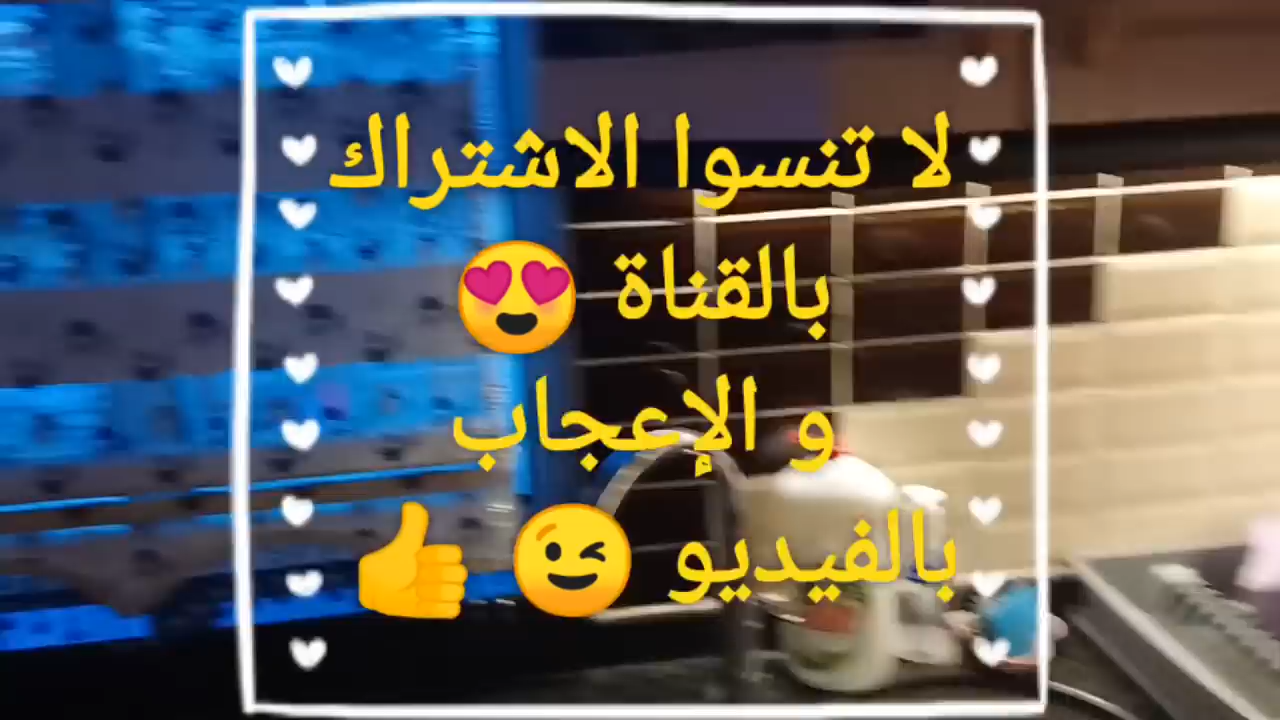 لا تنسوا الاشتراك
بالقناة 😍
و الإعجاب
بالفيديو 😉 👍